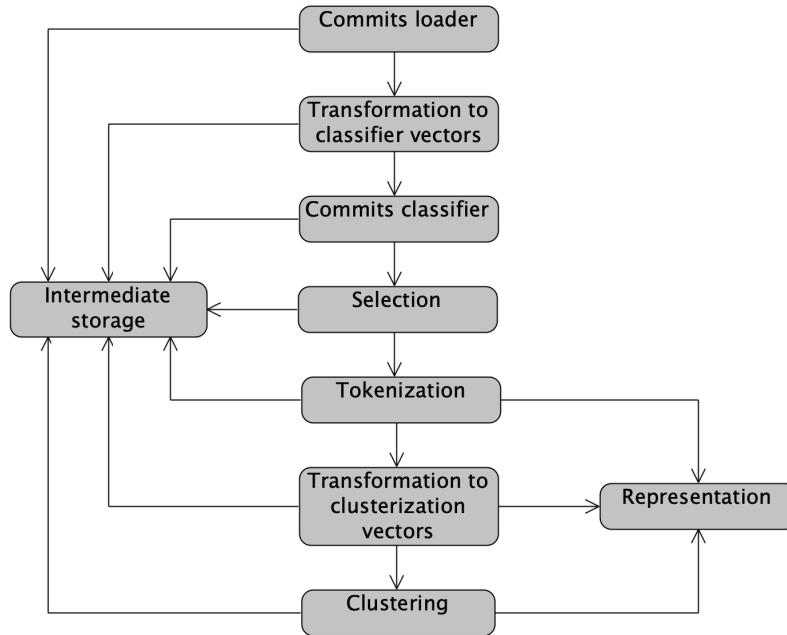 Commits loader
Transformation to
classifier vectors
Commits classifier
Intermediate
storage
Selection
Tokenization
Transformation to
clusterization
vectors
Representation
Clustering